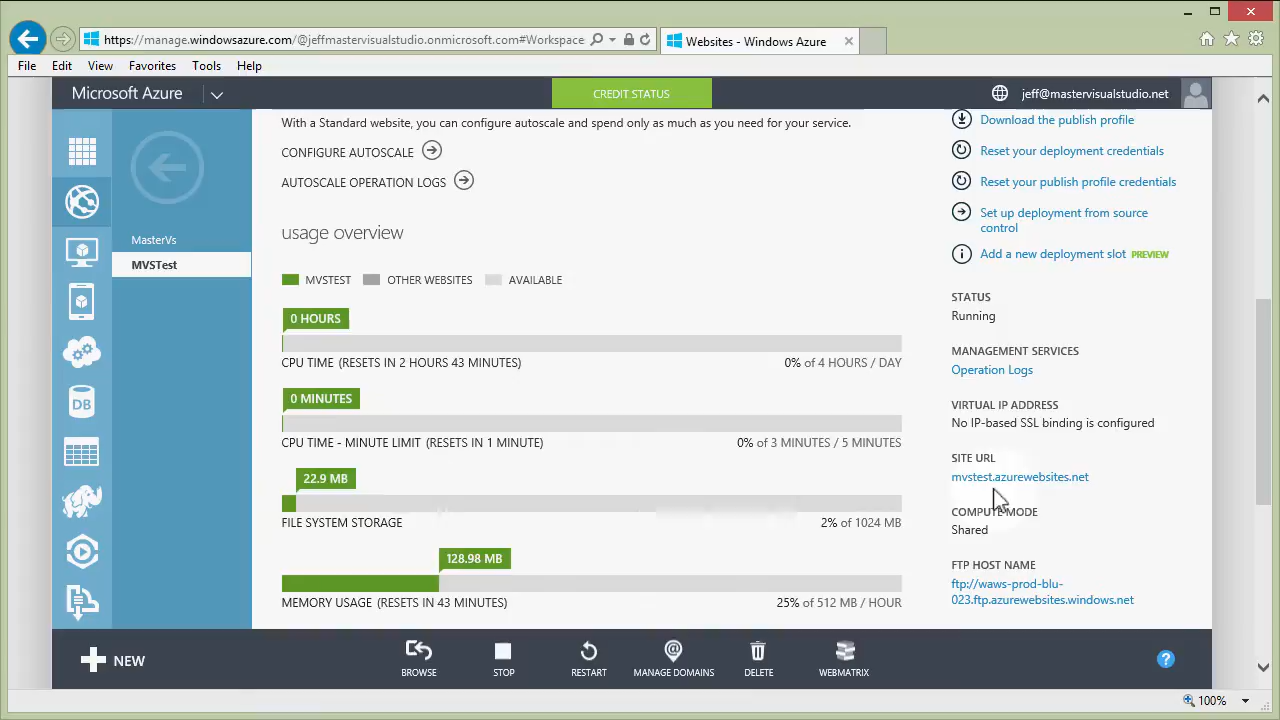 https://manage.windowsazure.com/@jeffmastervisualstudio.onmicrosoft.com#Workspace
Websites - Windows Azure
File Edit View Favorites Tools Help
Microsoft Azure
CREDIT STATUS
jeff@mastervisualstudio.net
With a Standard website, you can configure autoscale and spend only as much as you need for your service.
CONFIGURE AUTOSCALE
AUTOSCALE OPERATION LOGS
MasterVs
MVSTest
usage overview
MVSTEST OTHER WEBSITES AVAILABLE
0 HOURS
CPU TIME (RESETS IN 2 HOURS 43 MINUTES) 0% of 4 HOURS / DAY
0 MINUTES
CPU TIME - MINUTE LIMIT (RESETS IN 1 MINUTE) 0% of 3 MINUTES / 5 MINUTES
22.9 MB
FILE SYSTEM STORAGE 2% of 1024 MB
128.98 MB
MEMORY USAGE (RESETS IN 43 MINUTES) 25% of 512 MB / HOUR
Download the publish profile
Reset your deployment credentials
Reset your publish profile credentials
Set up deployment from source
control
Add a new deployment slot PREVIEW
STATUS
Running
MANAGEMENT SERVICES
Operation Logs
VIRTUAL IP ADDRESS
No IP-based SSL binding is configured
SITE URL
mvstest.azurewebsites.net
COMPUTE MODE
Shared
FTP HOST NAME
ftp://waws-prod-blu-
023.ftp.azurewebsites.windows.net
DB
NEW
BROWSE
STOP
RESTART
MANAGE DOMAINS
DELETE
WEBMATRIX
?
100%